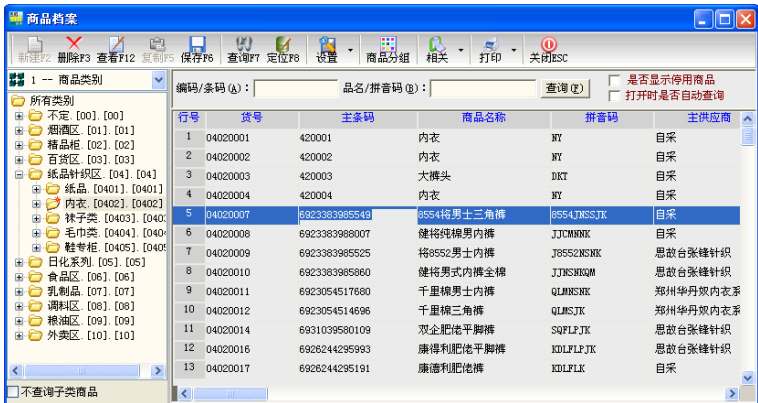 商品档案
新建F2 删除F3 查看F12 复制F5 保存F6 查询F7 定位F8 设置 商品分组 相关 打印 关闭ESC
1 -- 商品类别
编码/条码(A): 品名/拼音码(B): 查询(F) 是否显示停用商品
打开时是否自动查询
所有类别
不定.[00].[00]
烟酒区.[01].[01]
精品柜.[02].[02]
百货区.[03].[03]
纸品针织区.[04].[04]
纸品.[0401].[0401]
内衣.[0402].[0402]
袜子类.[0403].[040
毛巾类.[0404].[040
鞋专柜.[0405].[040
日化系列.[05].[05]
食品区.[06].[06]
乳制品.[07].[07]
调料区.[08].[08]
粮油区.[09].[09]
外卖区.[10].[10]
不查询子类商品
行号 货号 主条码 商品名称 拼音码 主供应商
1 04020001 420001 内衣 NY 自采
2 04020002 420002 内衣 NY 自采
3 04020003 420003 大裤头 DKT 自采
4 04020004 420004 内衣 NY 自采
5 04020007 6923383985549 8554将男士三角裤 8554JNSSJK 自采
6 04020008 6923383988007 健将纯棉男内裤 JJCMNNK 自采
7 04020009 6923383985525 将8552男士内裤 J8552NSNK 思故台张锋针织
8 04020010 6923383985860 健将男式内裤全棉 JJNSNKQM 思故台张锋针织
9 04020011 6923054517680 千里棉男士内裤 QLMNSNK 郑州华丹奴内衣系
10 04020012 6923054514696 千里棉三角裤 QLMSJK 郑州华丹奴内衣系
11 04020014 6931039580109 双企肥佬平脚裤 SQFLPJK 思故台张锋针织
12 04020016 6926244295993 康得利肥佬平脚裤 KDLFLPJK 思故台张锋针织
13 04020017 6926244295191 康德利肥佬裤 KDLFLK 自采